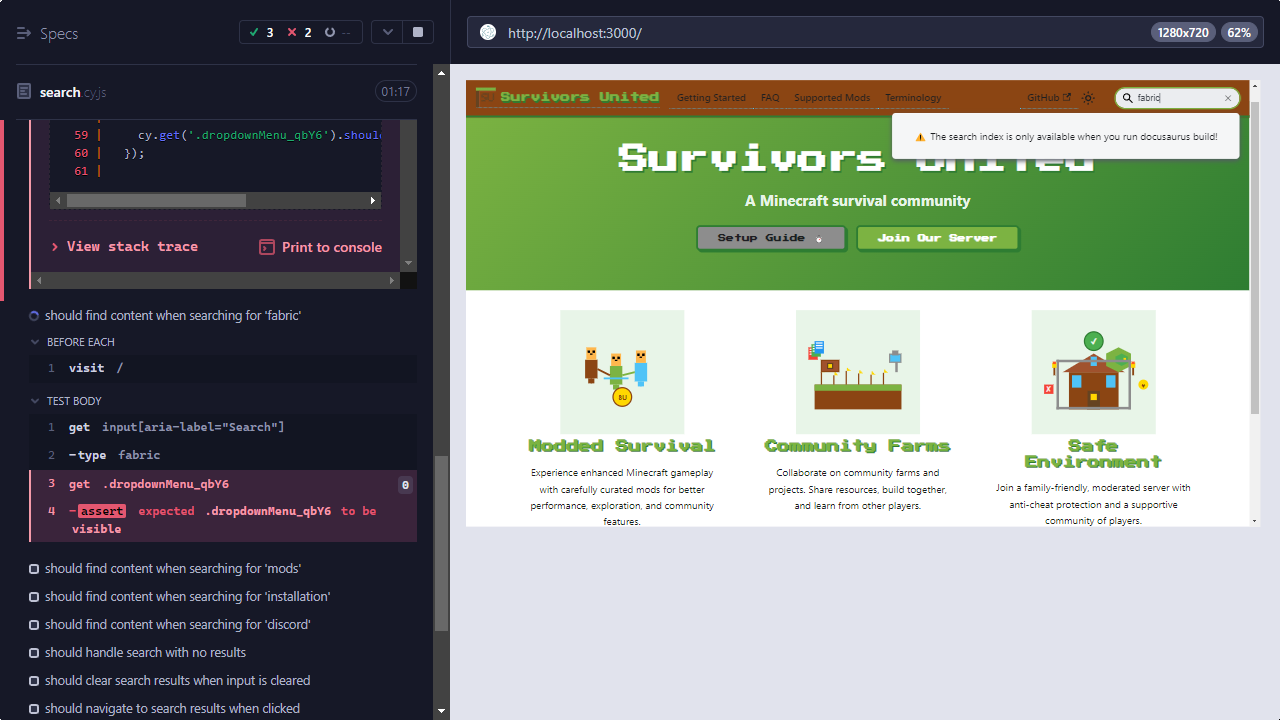 Specs
3
2
--
search.cy.js
01:17
59 | cy.get('.dropdownMenu_qbY6').shoul
60 | });
61 |
View stack trace
Print to console
should find content when searching for 'fabric'
BEFORE EACH
1 visit /
TEST BODY
1 get input[aria-label="Search"]
2 -type fabric
3 get .dropdownMenu_qbY6 0
4 -assert expected .dropdownMenu_qbY6 to be
visible
should find content when searching for 'mods'
should find content when searching for 'installation'
should find content when searching for 'discord'
should handle search with no results
should clear search results when input is cleared
should navigate to search results when clicked
http://localhost:3000/
1280x720
62%
Survivors United
Getting Started
FAQ
Supported Mods
Terminology
GitHub
fabric
The search index is only available when you run docusaurus build!
Survivors United
A Minecraft survival community
Setup Guide
Join Our Server
SU
Modded Survival
Experience enhanced Minecraft gameplay
with carefully curated mods for better
performance, exploration, and community
features.
Community Farms
Collaborate on community farms and
projects. Share resources, build together,
and learn from other players.
Safe
Environment
Join a family-friendly, moderated server with
anti-cheat protection and a supportive
community of players.